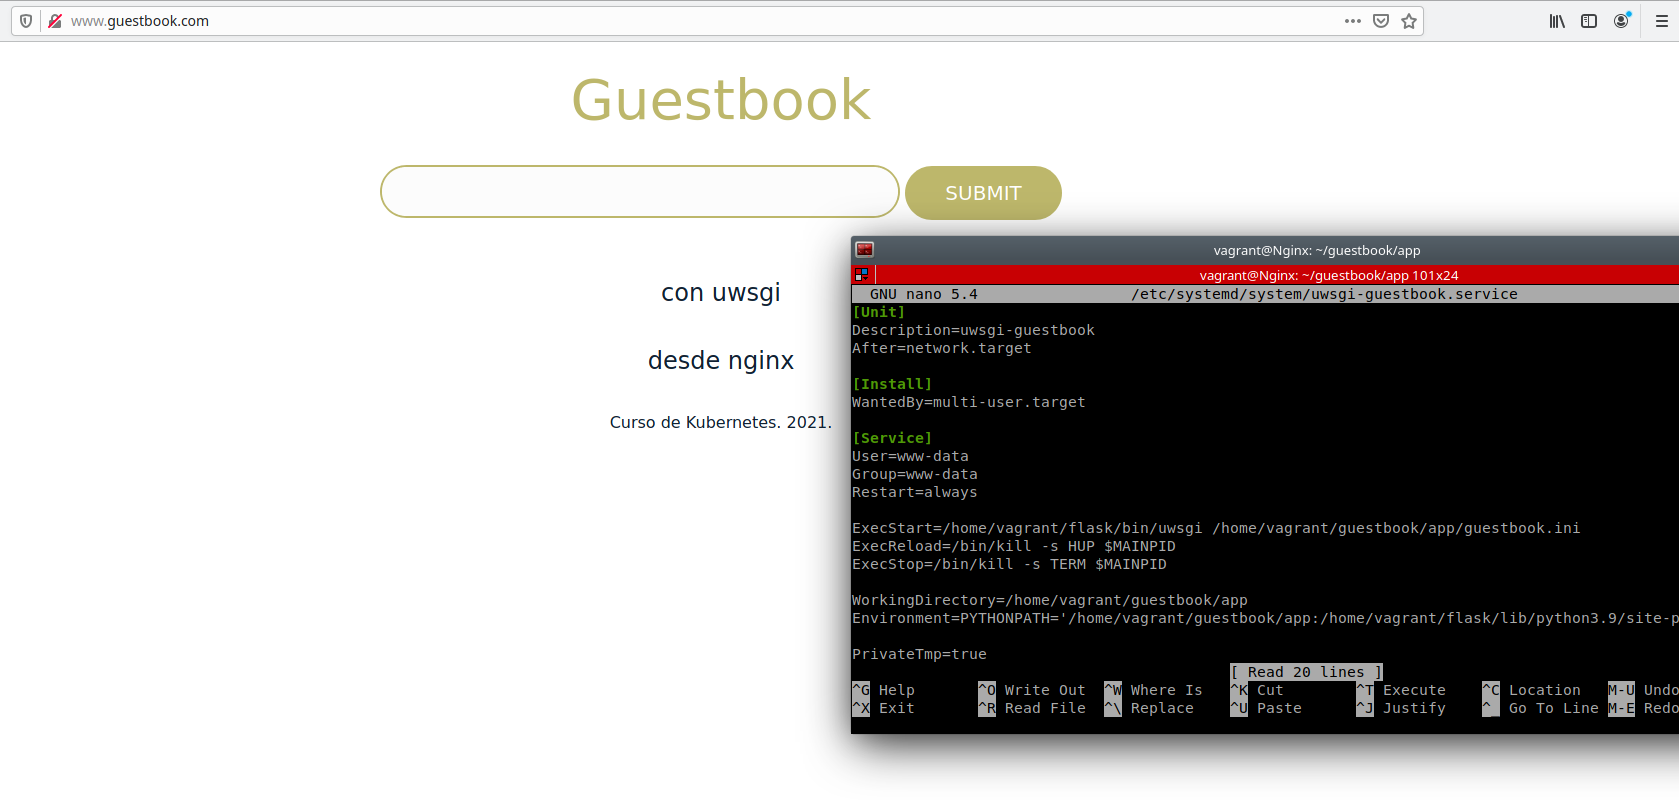 www.guestbook.com
Guestbook
SUBMIT
con uwsgi
desde nginx
Curso de Kubernetes. 2021.
vagrant@Nginx: ~/guestbook/app
vagrant@Nginx: ~/guestbook/app 101x24
GNU nano 5.4 /etc/systemd/system/uwsgi-guestbook.service
[Unit]
Description=uwsgi-guestbook
After=network.target
[Install]
WantedBy=multi-user.target
[Service]
User=www-data
Group=www-data
Restart=always
ExecStart=/home/vagrant/flask/bin/uwsgi /home/vagrant/guestbook/app/guestbook.ini
ExecReload=/bin/kill -s HUP $MAINPID
ExecStop=/bin/kill -s TERM $MAINPID
WorkingDirectory=/home/vagrant/guestbook/app
Environment=PYTHONPATH='/home/vagrant/guestbook/app:/home/vagrant/flask/lib/python3.9/site-p
PrivateTmp=true
[ Read 20 lines ]
^G Help ^O Write Out ^W Where Is ^K Cut ^T Execute ^C Location M-U Undo
^X Exit ^R Read File ^\ Replace ^U Paste ^J Justify ^_ Go To Line M-E Redo